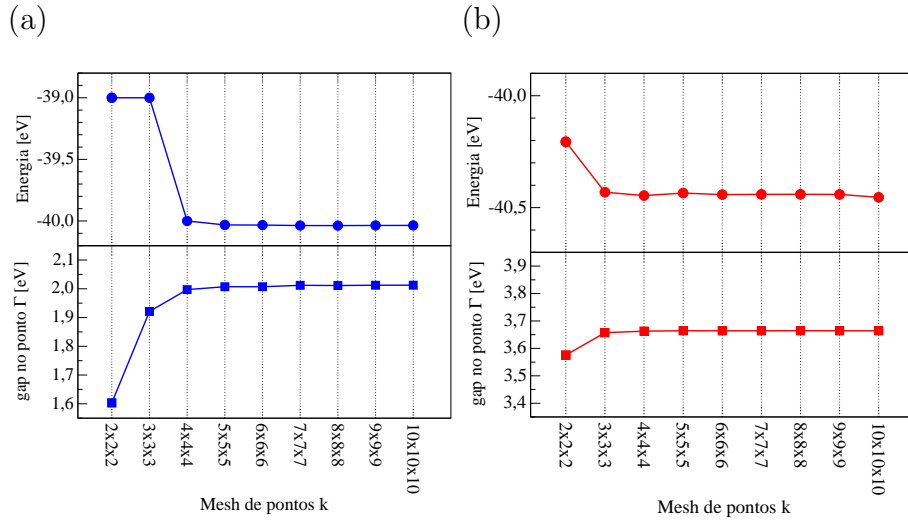 (a)
(b)
Energia [eV]
-39,0
-39,5
-40,0
gap no ponto Γ [eV]
2,1
2,0
1,9
1,8
1,7
1,6
2x2x2
3x3x3
4x4x4
5x5x5
6x6x6
7x7x7
8x8x8
9x9x9
10x10x10
Mesh de pontos k
Energia [eV]
-40,0
-40,5
gap no ponto Γ [eV]
3,9
3,8
3,7
3,6
3,5
3,4
2x2x2
3x3x3
4x4x4
5x5x5
6x6x6
7x7x7
8x8x8
9x9x9
10x10x10
Mesh de pontos k